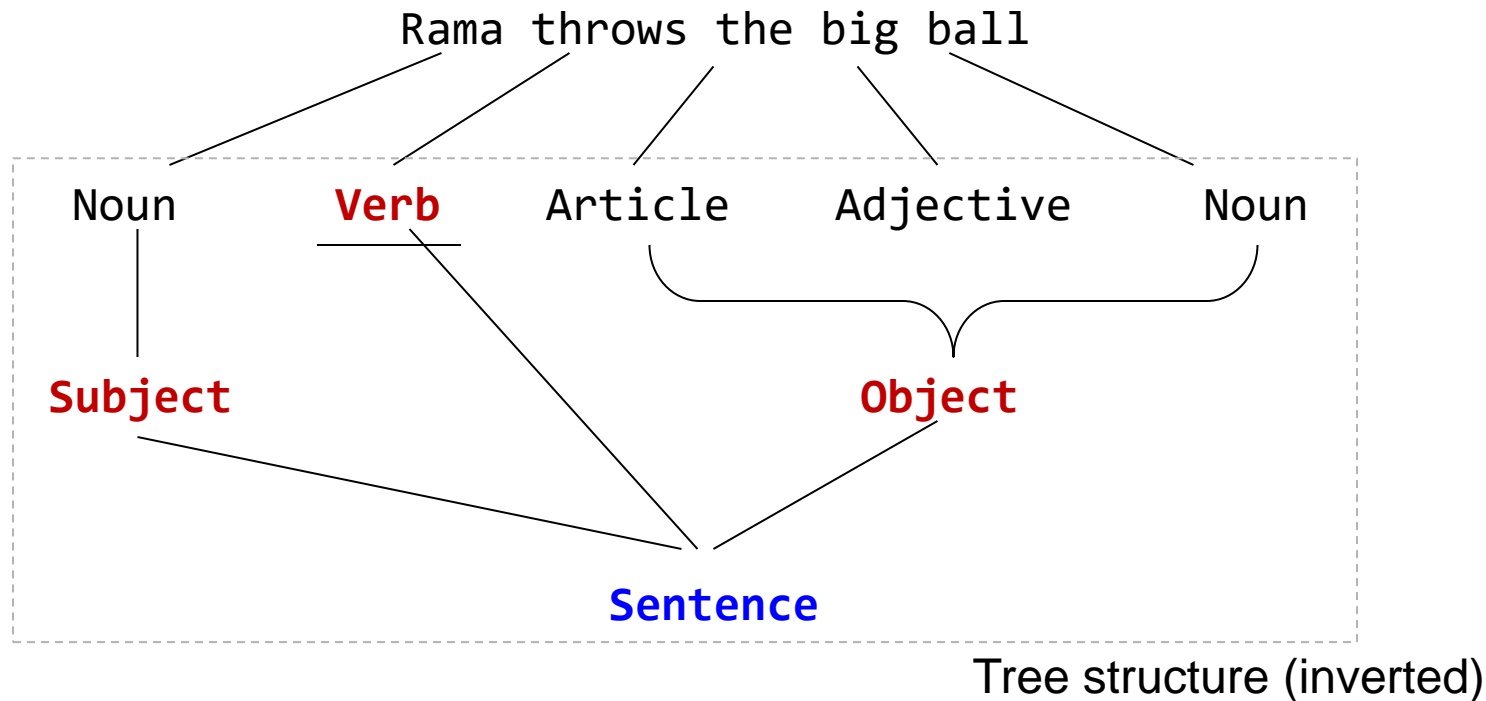 Rama throws the big ball
Noun Verb Article Adjective Noun
Subject Object
Sentence
Tree structure (inverted)